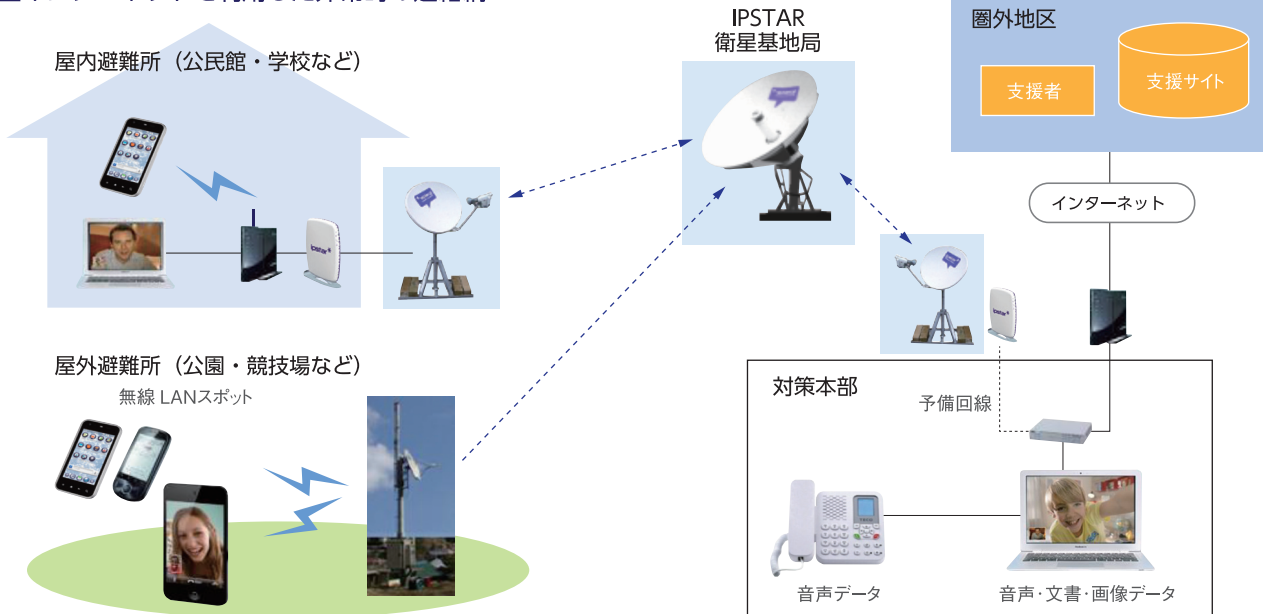 屋内避難所（公民館・学校など）
IPSTAR
衛星基地局
圏外地区
支援者
支援サイト
インターネット
ipstar
ipstar
屋外避難所（公園・競技場など）
無線 LANスポット
対策本部
予備回線
音声データ
音声・文書・画像データ